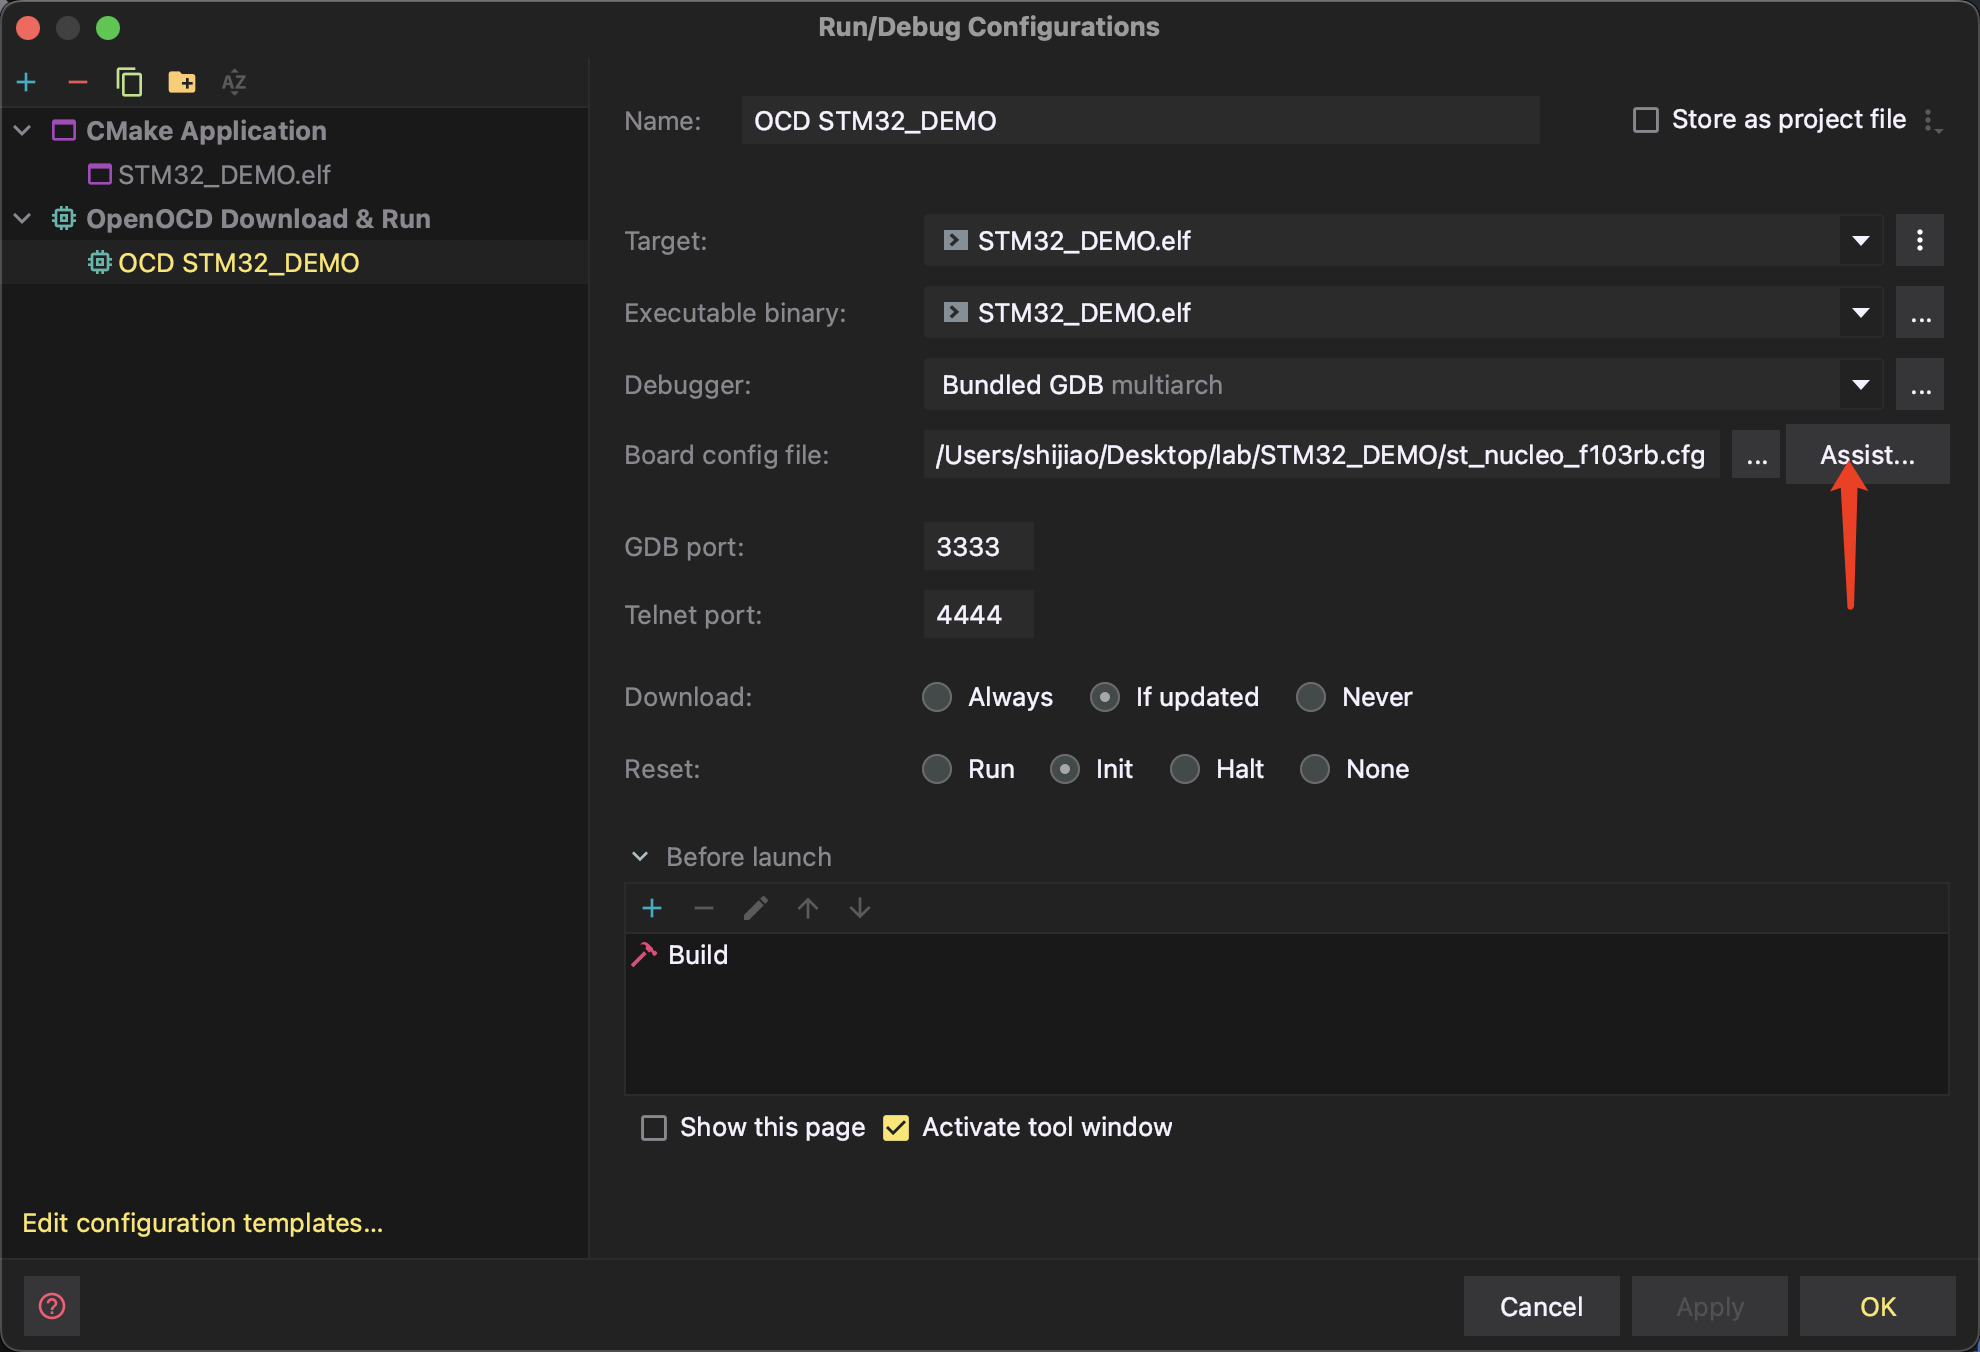 Run/Debug Configurations
AZ
CMake Application
STM32_DEMO.elf
OpenOCD Download & Run
OCD STM32_DEMO
Name: OCD STM32_DEMO Store as project file
Target: STM32_DEMO.elf
Executable binary: STM32_DEMO.elf ...
Debugger: Bundled GDB multiarch ...
Board config file: /Users/shijiao/Desktop/lab/STM32_DEMO/st_nucleo_f103rb.cfg ... Assist...
GDB port: 3333
Telnet port: 4444
Download: Always If updated Never
Reset: Run Init Halt None
Before launch
Build
Show this page Activate tool window
Edit configuration templates...
? Cancel Apply OK